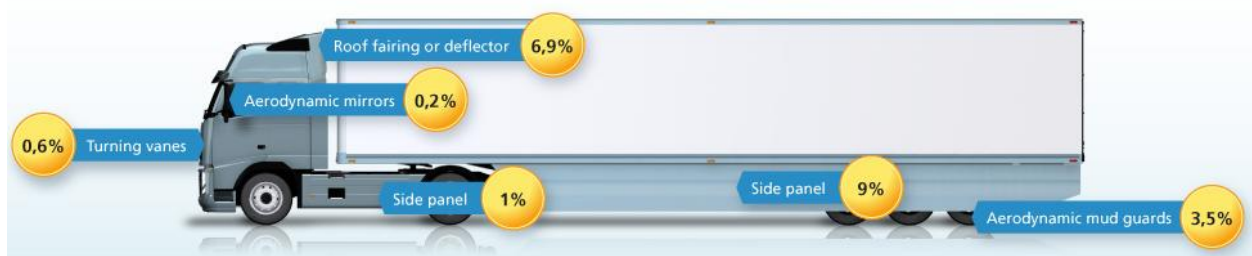 Roof fairing or deflector 6,9%
Aerodynamic mirrors 0,2%
0,6% Turning vanes
Side panel 1%
Side panel 9%
Aerodynamic mud guards 3,5%